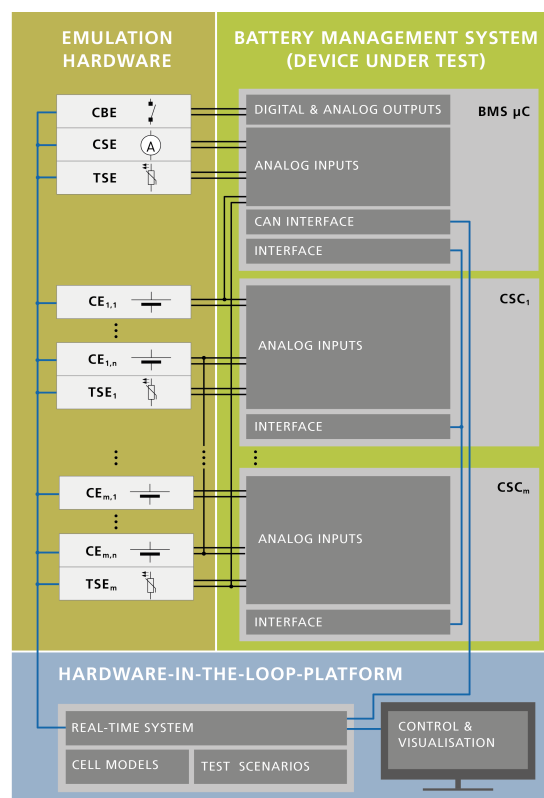 EMULATION
HARDWARE
BATTERY MANAGEMENT SYSTEM
(DEVICE UNDER TEST)
CBE
CSE
A
TSE
DIGITAL & ANALOG OUTPUTS
BMS µC
ANALOG INPUTS
CAN INTERFACE
INTERFACE
CE1,1
CE1,n
TSE1
ANALOG INPUTS
CSC1
INTERFACE
CEm,1
CEm,n
TSEm
ANALOG INPUTS
CSCm
INTERFACE
HARDWARE-IN-THE-LOOP-PLATFORM
REAL-TIME SYSTEM
CELL MODELS
TEST SCENARIOS
CONTROL &
VISUALISATION